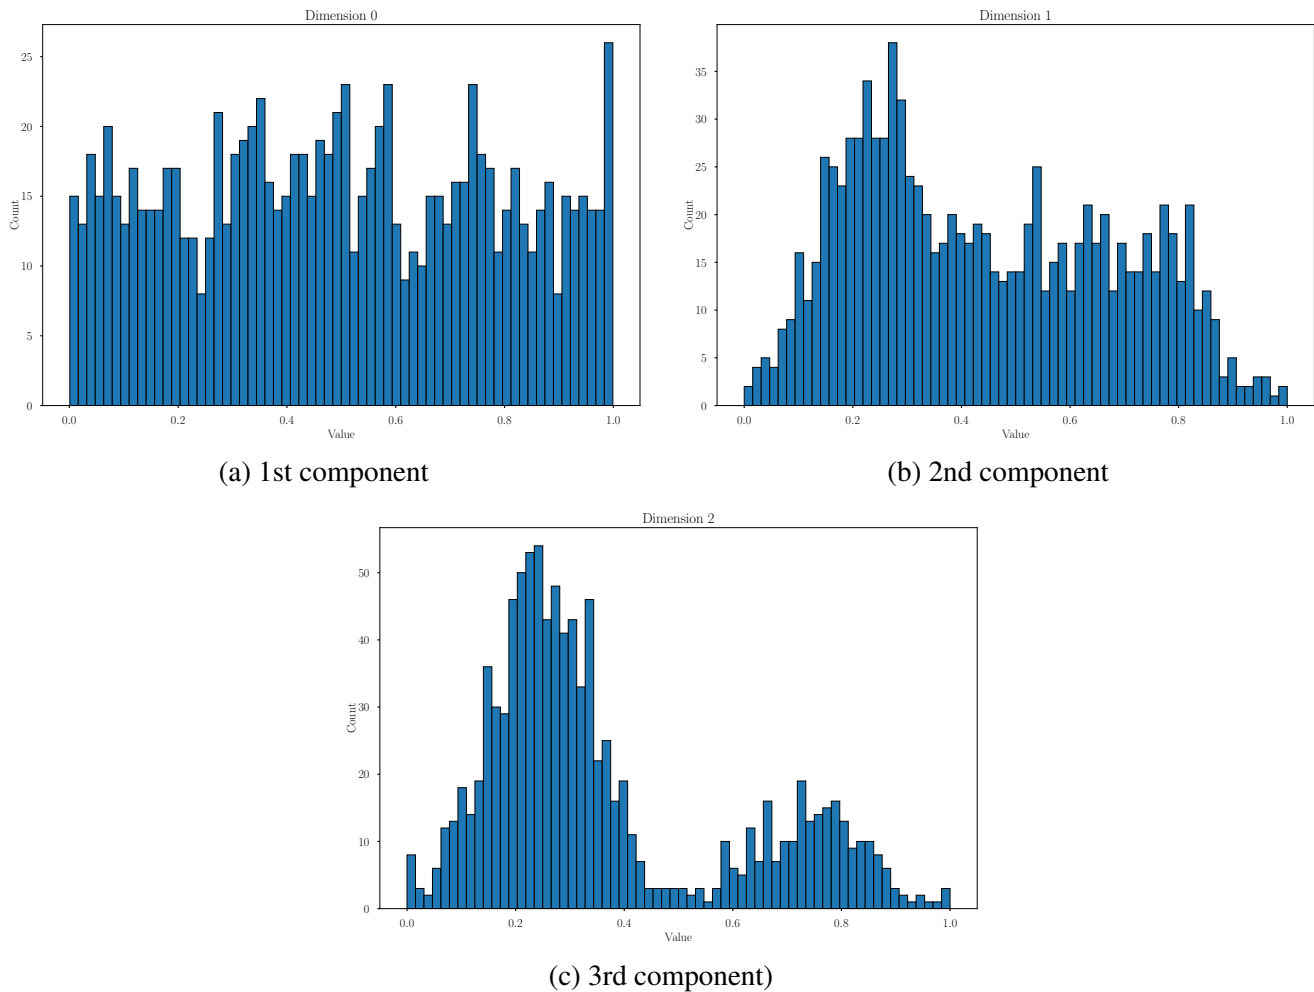 Dimension 0
25
20
15
10
5
0
Count
0.0 0.2 0.4 0.6 0.8 1.0
Value
(a) 1st component
Dimension 1
35
30
25
20
15
10
5
0
Count
0.0 0.2 0.4 0.6 0.8 1.0
Value
(b) 2nd component
Dimension 2
50
40
30
20
10
0
Count
0.0 0.2 0.4 0.6 0.8 1.0
Value
(c) 3rd component)